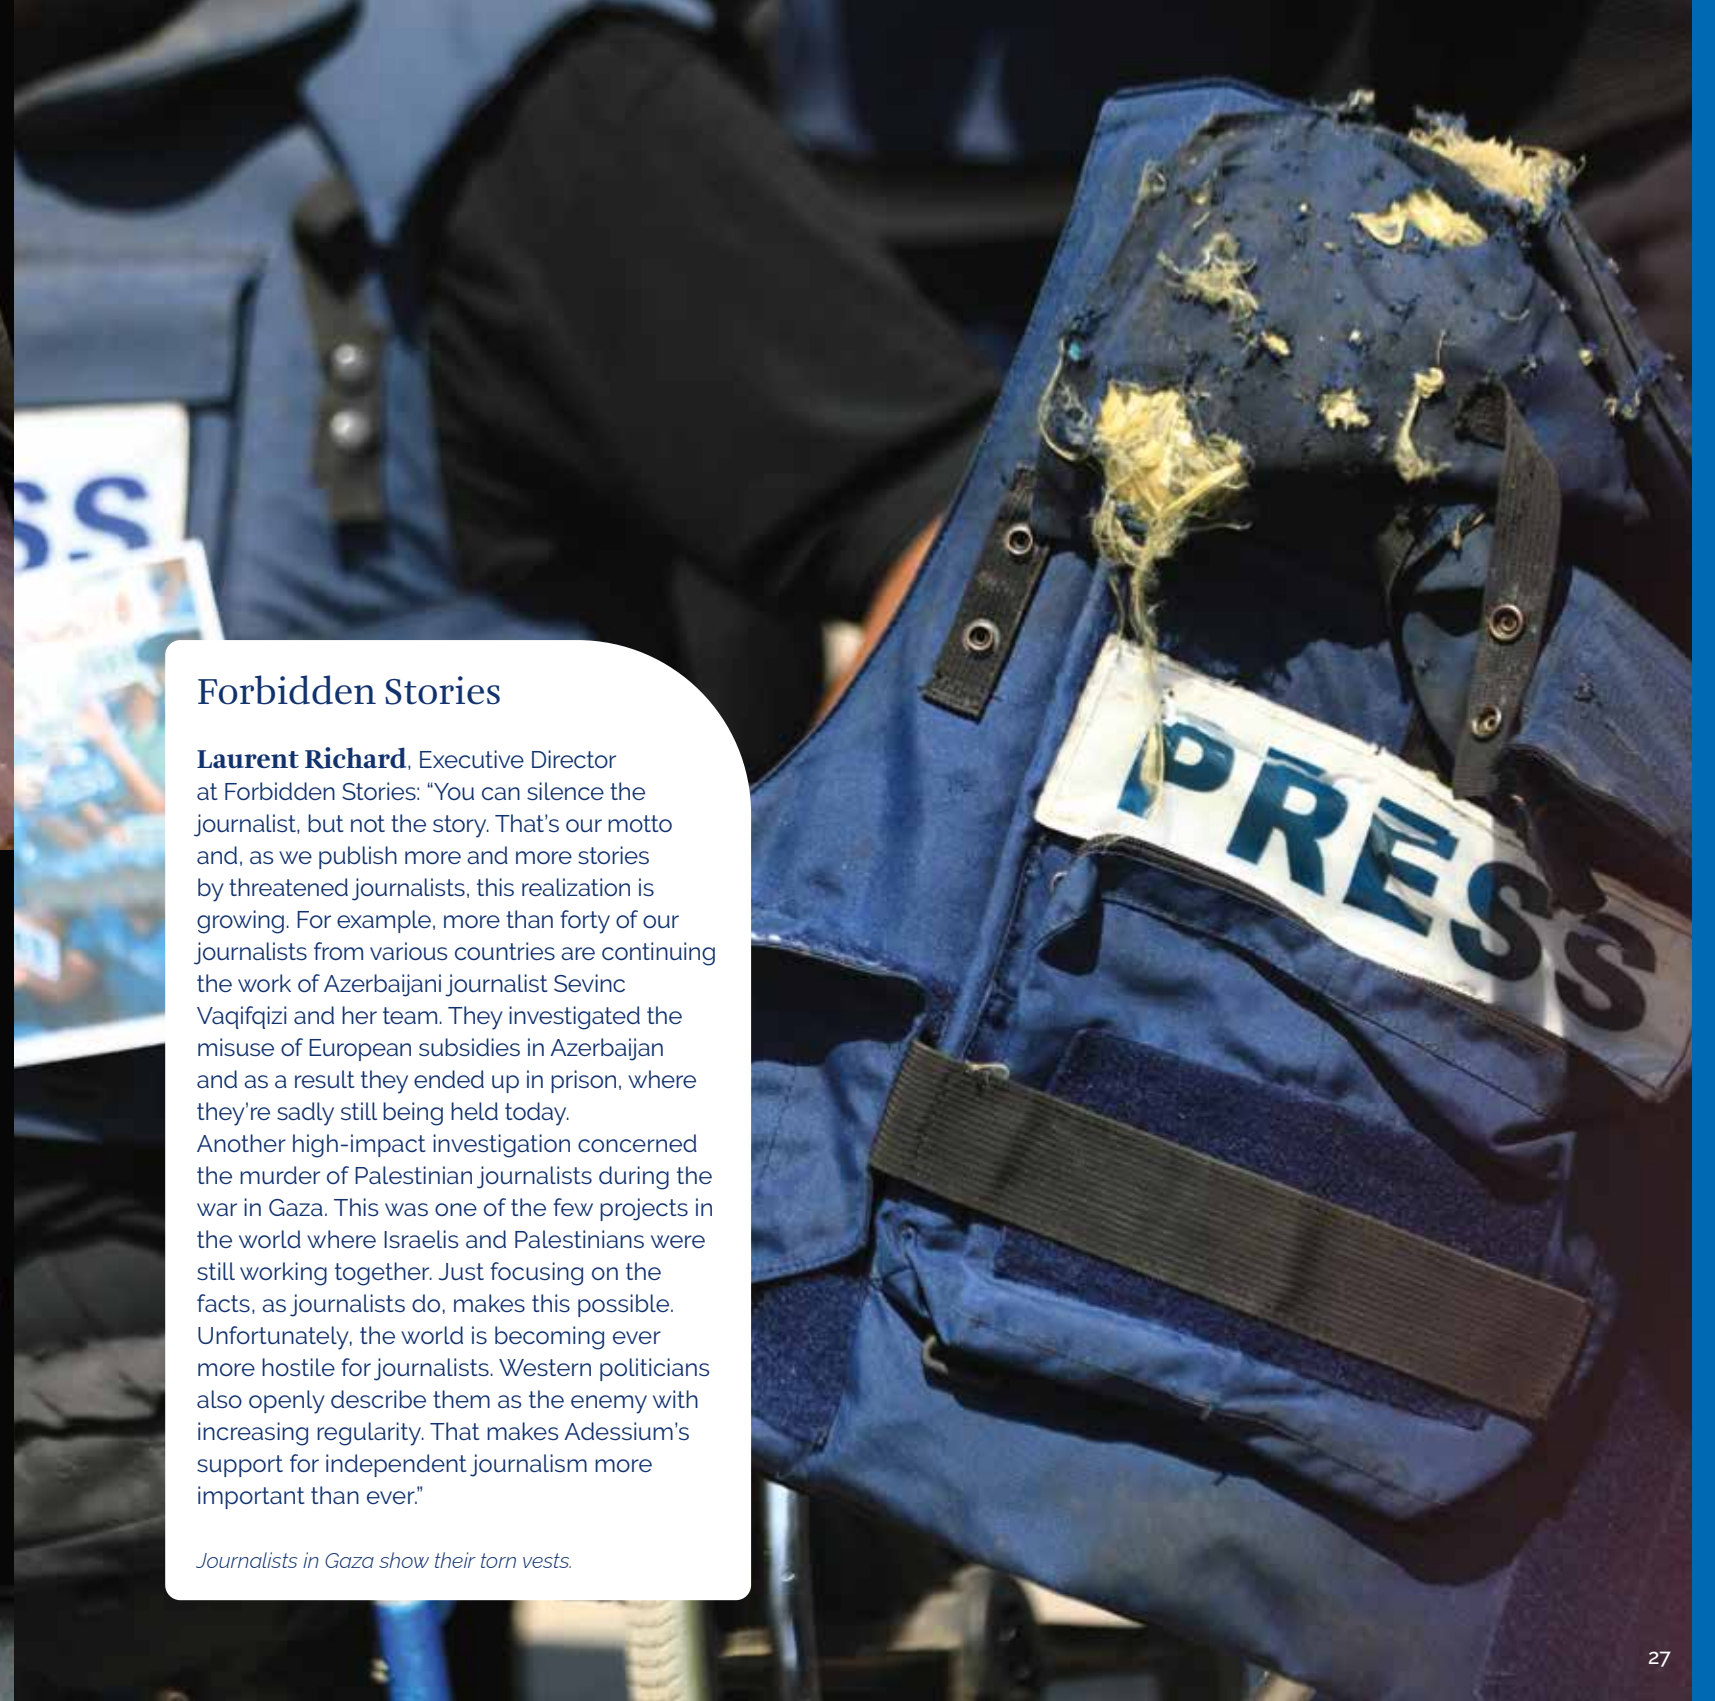 Forbidden Stories
Laurent Richard, Executive Director
at Forbidden Stories: “You can silence the
journalist, but not the story. That’s our motto
and, as we publish more and more stories
by threatened journalists, this realization is
growing. For example, more than forty of our
journalists from various countries are continuing
the work of Azerbaijani journalist Sevinc
Vaqifqizi and her team. They investigated the
misuse of European subsidies in Azerbaijan
and as a result they ended up in prison, where
they’re sadly still being held today.
Another high-impact investigation concerned
the murder of Palestinian journalists during the
war in Gaza. This was one of the few projects in
the world where Israelis and Palestinians were
still working together. Just focusing on the
facts, as journalists do, makes this possible.
Unfortunately, the world is becoming ever
more hostile for journalists. Western politicians
also openly describe them as the enemy with
increasing regularity. That makes Adessium’s
support for independent journalism more
important than ever.”
Journalists in Gaza show their torn vests.
SS
PRESS
27